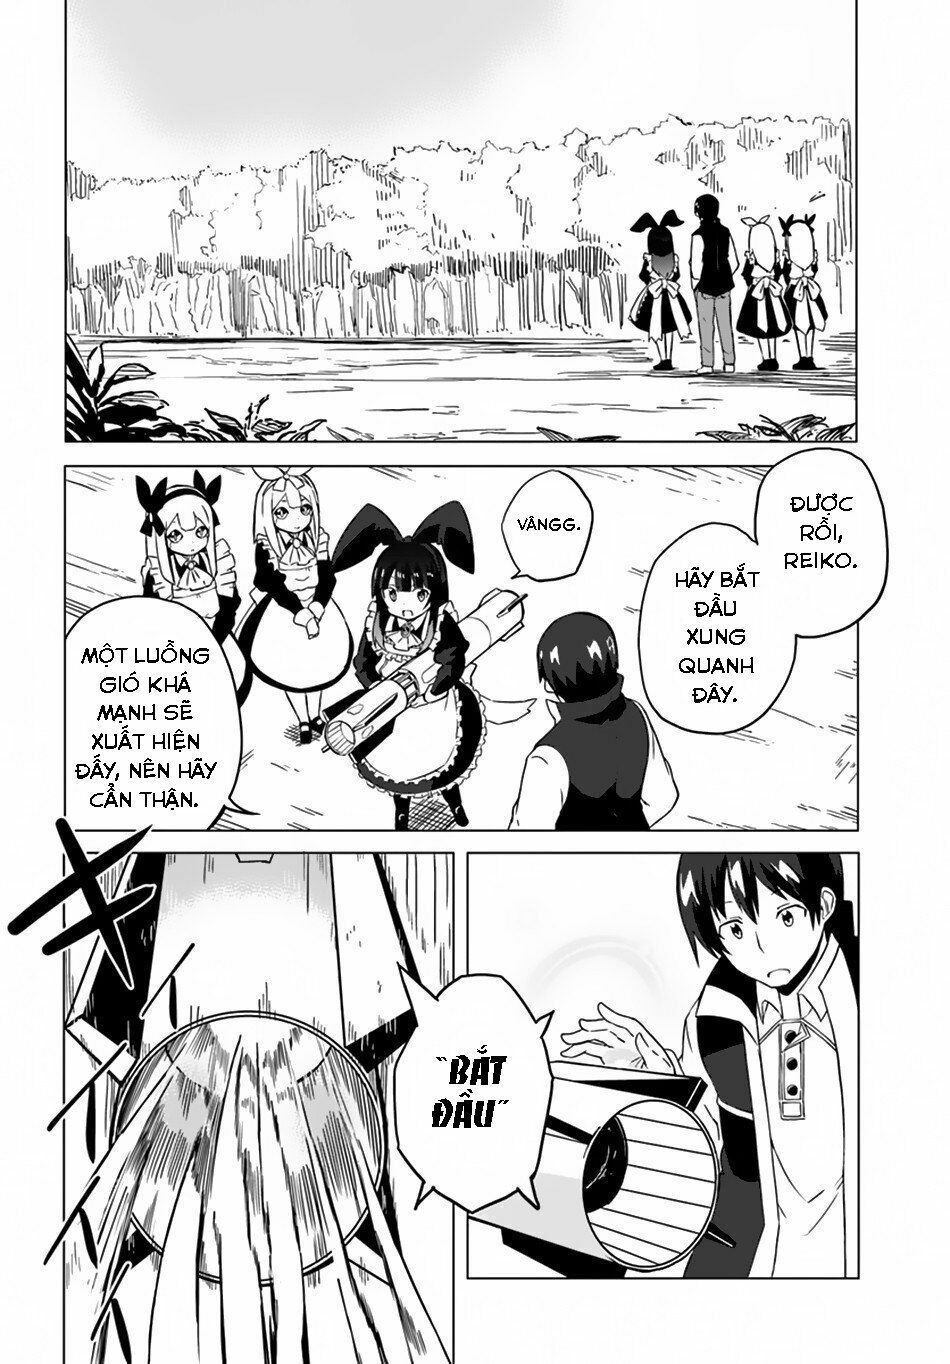 ĐƯỢC
RỒI,
REIKO.
HÃY BẮT
ĐẦU
XUNG
QUANH
ĐÂY.
VÂNGG.
MỘT LUỒNG
GIÓ KHÁ
MẠNH SẼ
XUẤT HIỆN
ĐẤY, NÊN HÃY
CẨN THẬN.
"BẮT
ĐẦU"